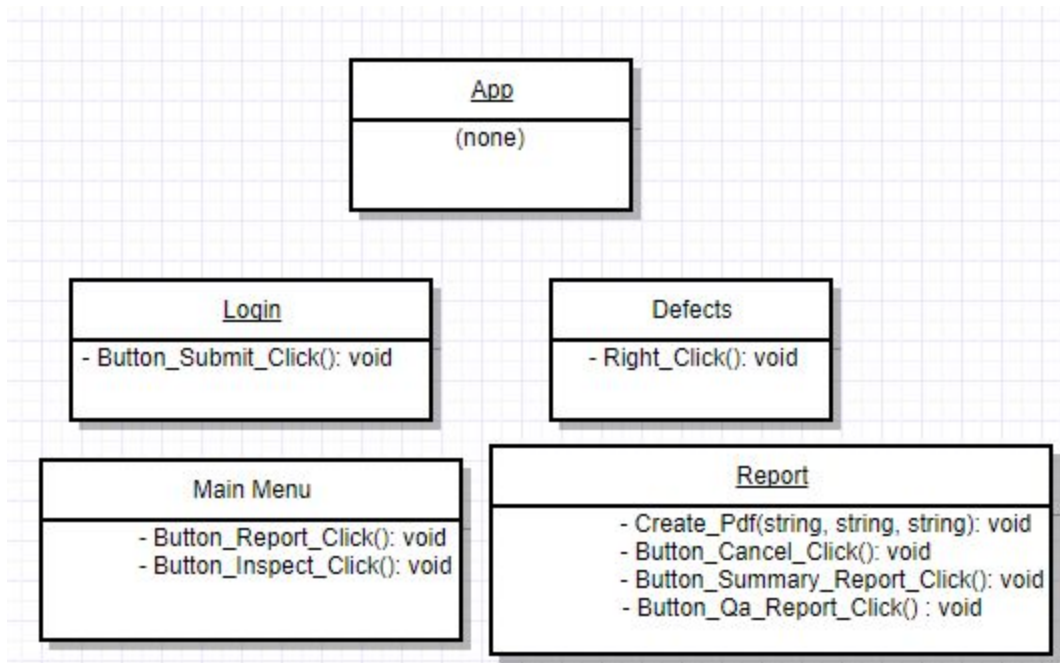 App
(none)
Login
- Button_Submit_Click(): void
Defects
- Right_Click(): void
Main Menu
- Button_Report_Click(): void
- Button_Inspect_Click(): void
Report
- Create_Pdf(string, string, string): void
- Button_Cancel_Click(): void
- Button_Summary_Report_Click(): void
- Button_Qa_Report_Click() : void